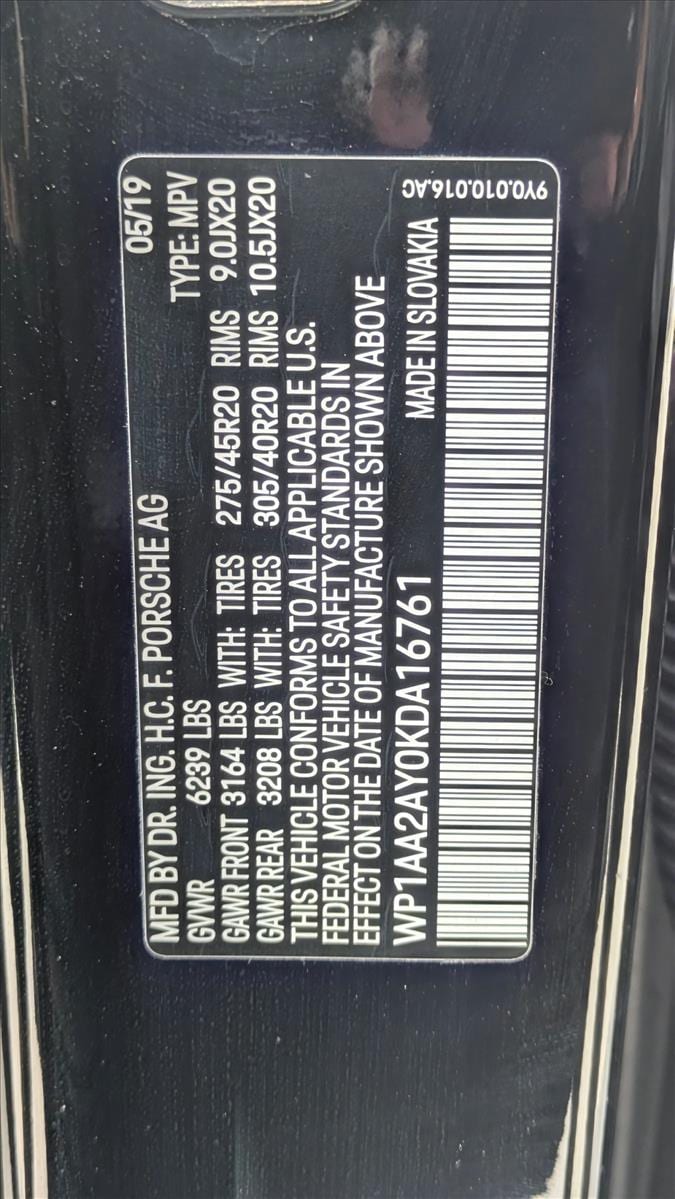 MFD BY DR. ING. H.C. F. PORSCHE AG 05/19
GVWR 6239 LBS TYPE: MPV
GAWR FRONT 3164 LBS WITH: TIRES 275/45R20 RIMS 9.0JX20
GAWR REAR 3208 LBS WITH: TIRES 305/40R20 RIMS 10.5JX20
THIS VEHICLE CONFORMS TO ALL APPLICABLE U.S.
FEDERAL MOTOR VEHICLE SAFETY STANDARDS IN
EFFECT ON THE DATE OF MANUFACTURE SHOWN ABOVE
WP1AA2AY0KDA16761 MADE IN SLOVAKIA
9Y0.010.016.AC